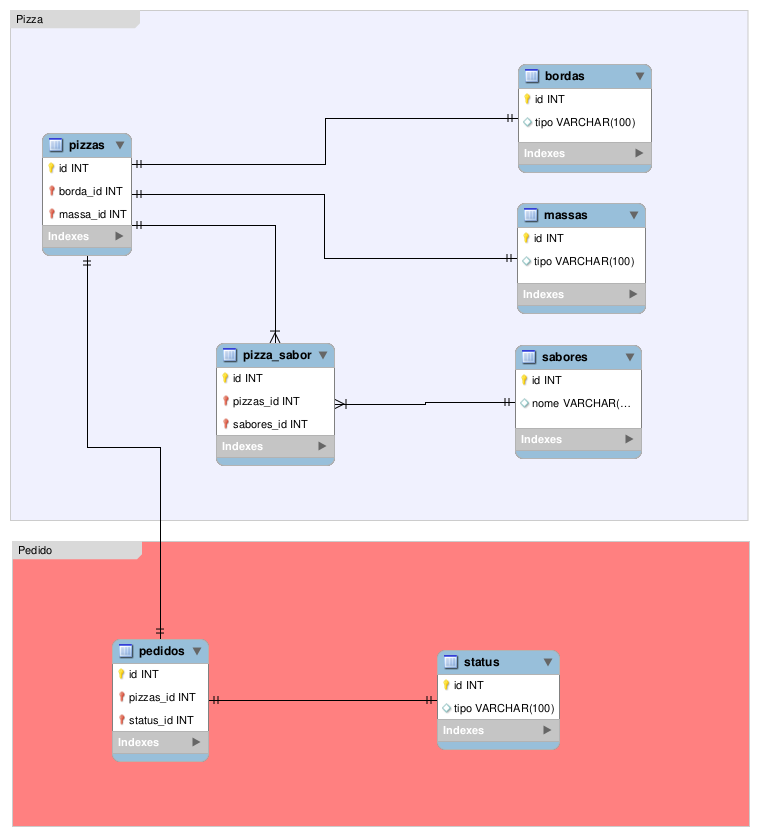 Pizza
bordas
id INT
tipo VARCHAR(100)
Indexes
pizzas
id INT
borda_id INT
massa_id INT
Indexes
massas
id INT
tipo VARCHAR(100)
Indexes
pizza_sabor
id INT
pizzas_id INT
sabores_id INT
Indexes
sabores
id INT
nome VARCHAR(...
Indexes
Pedido
pedidos
id INT
pizzas_id INT
status_id INT
Indexes
status
id INT
tipo VARCHAR(100)
Indexes